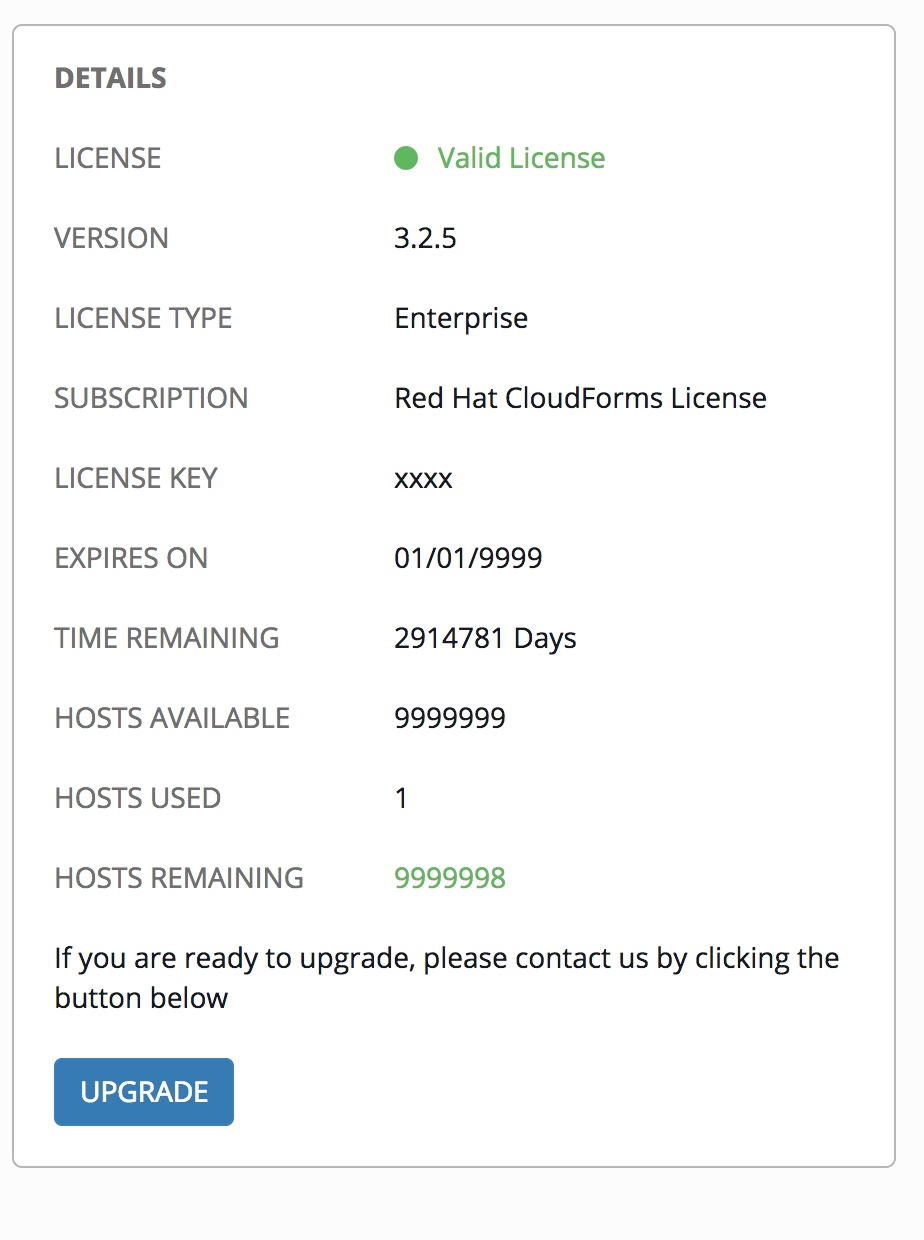 DETAILS
LICENSE Valid License
VERSION 3.2.5
LICENSE TYPE Enterprise
SUBSCRIPTION Red Hat CloudForms License
LICENSE KEY xxxx
EXPIRES ON 01/01/9999
TIME REMAINING 2914781 Days
HOSTS AVAILABLE 9999999
HOSTS USED 1
HOSTS REMAINING 9999998
If you are ready to upgrade, please contact us by clicking the
button below
UPGRADE